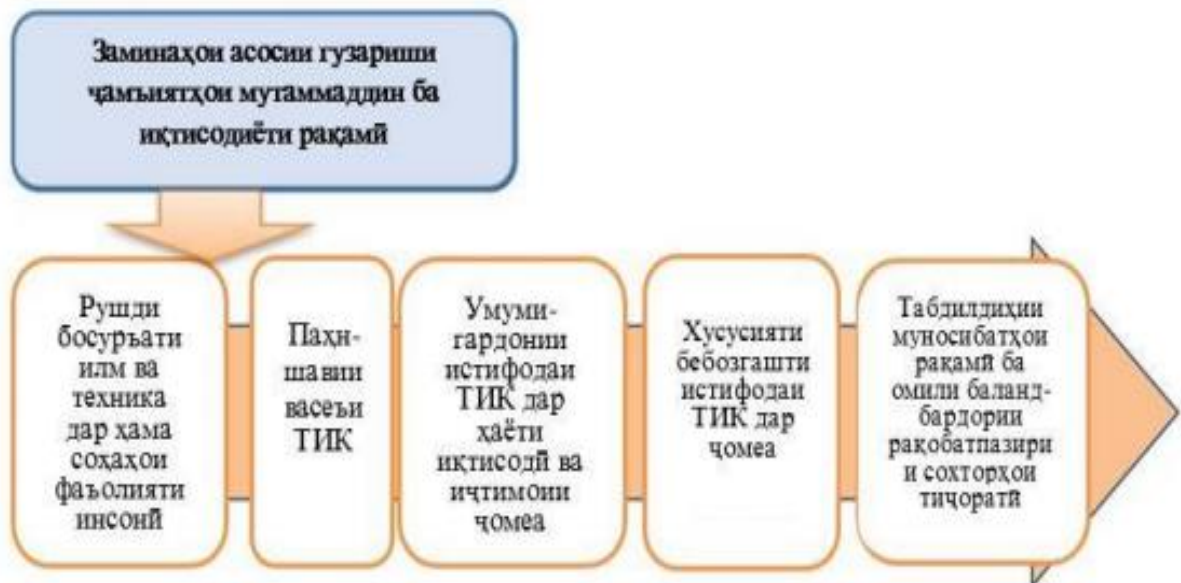 Заминаҳои асосии гузариши
ҷамъиятҳои мутаммаддин ба
иқтисодиёти рақамӣ
Рушди
босуръати
илм ва
техника
дар ҳама
соҳаҳои
фаъолияти
инсонӣ
Паҳн-
шавии
васеъи
ТИК
Умуми-
гардонии
истифодаи
ТИК дар
ҳаёти
иқтисодӣ ва
иҷтимоии
ҷомеа
Хусусияти
бебозгашти
истифодаи
ТИК дар
ҷомеа
Табдилдиҳии
муносибатҳои
рақамӣ ба
омили баланд-
бардории
рақобатпазири
и сохторҳои
тиҷоратӣ